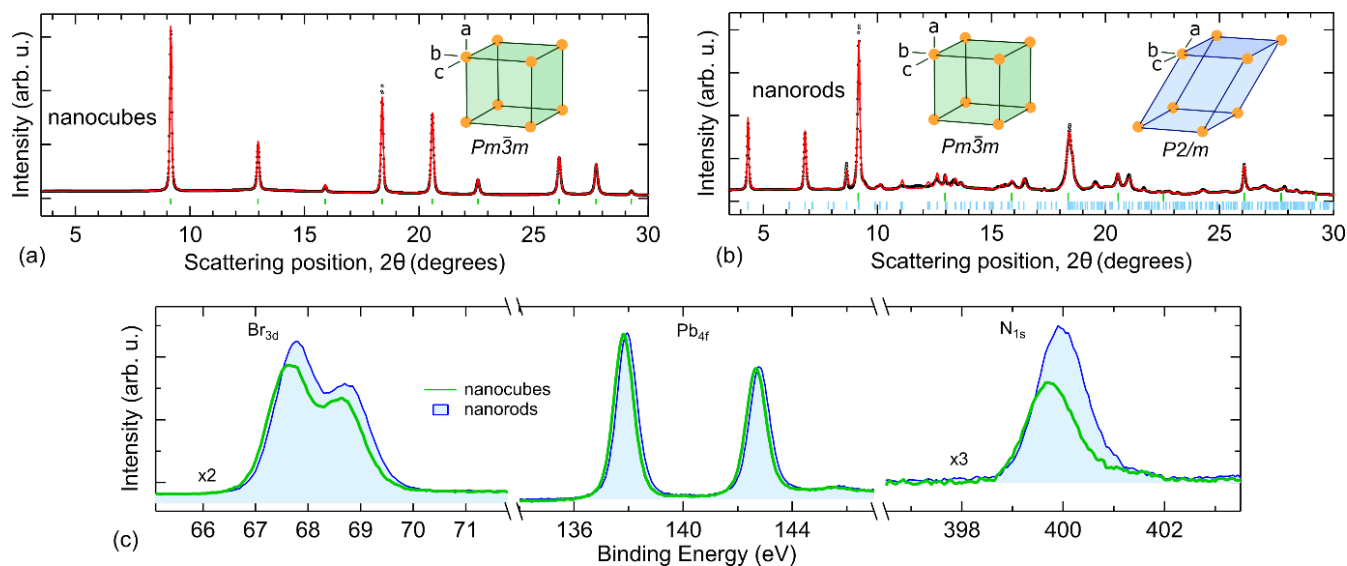 Intensity (arb. u.)
nanocubes
a
b
c
Pm3̄m
5 10 15 20 25 30
(a)
Scattering position, 2θ (degrees)
Intensity (arb. u.)
nanorods
a
b
c
Pm3̄m
a
b
c
P2/m
5 10 15 20 25 30
(b)
Scattering position, 2θ (degrees)
Intensity (arb. u.)
Br3d
Pb4f
N1s
nanocubes
nanorods
x2
x3
66 67 68 69 70 71 136 140 144 398 400 402
(c)
Binding Energy (eV)